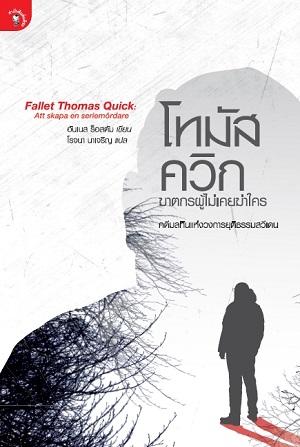 Fallet Thomas Quick:
Att skapa en seriemördare
ฮันเนส ร็อสตัม เขียน
โรจนา นาเจริญ แปล
โทมัส
ควิก
ฆาตกรผู้ไม่เคยฆ่าใคร
คดีมลทินแห่งวงการยุติธรรมสวีเดน